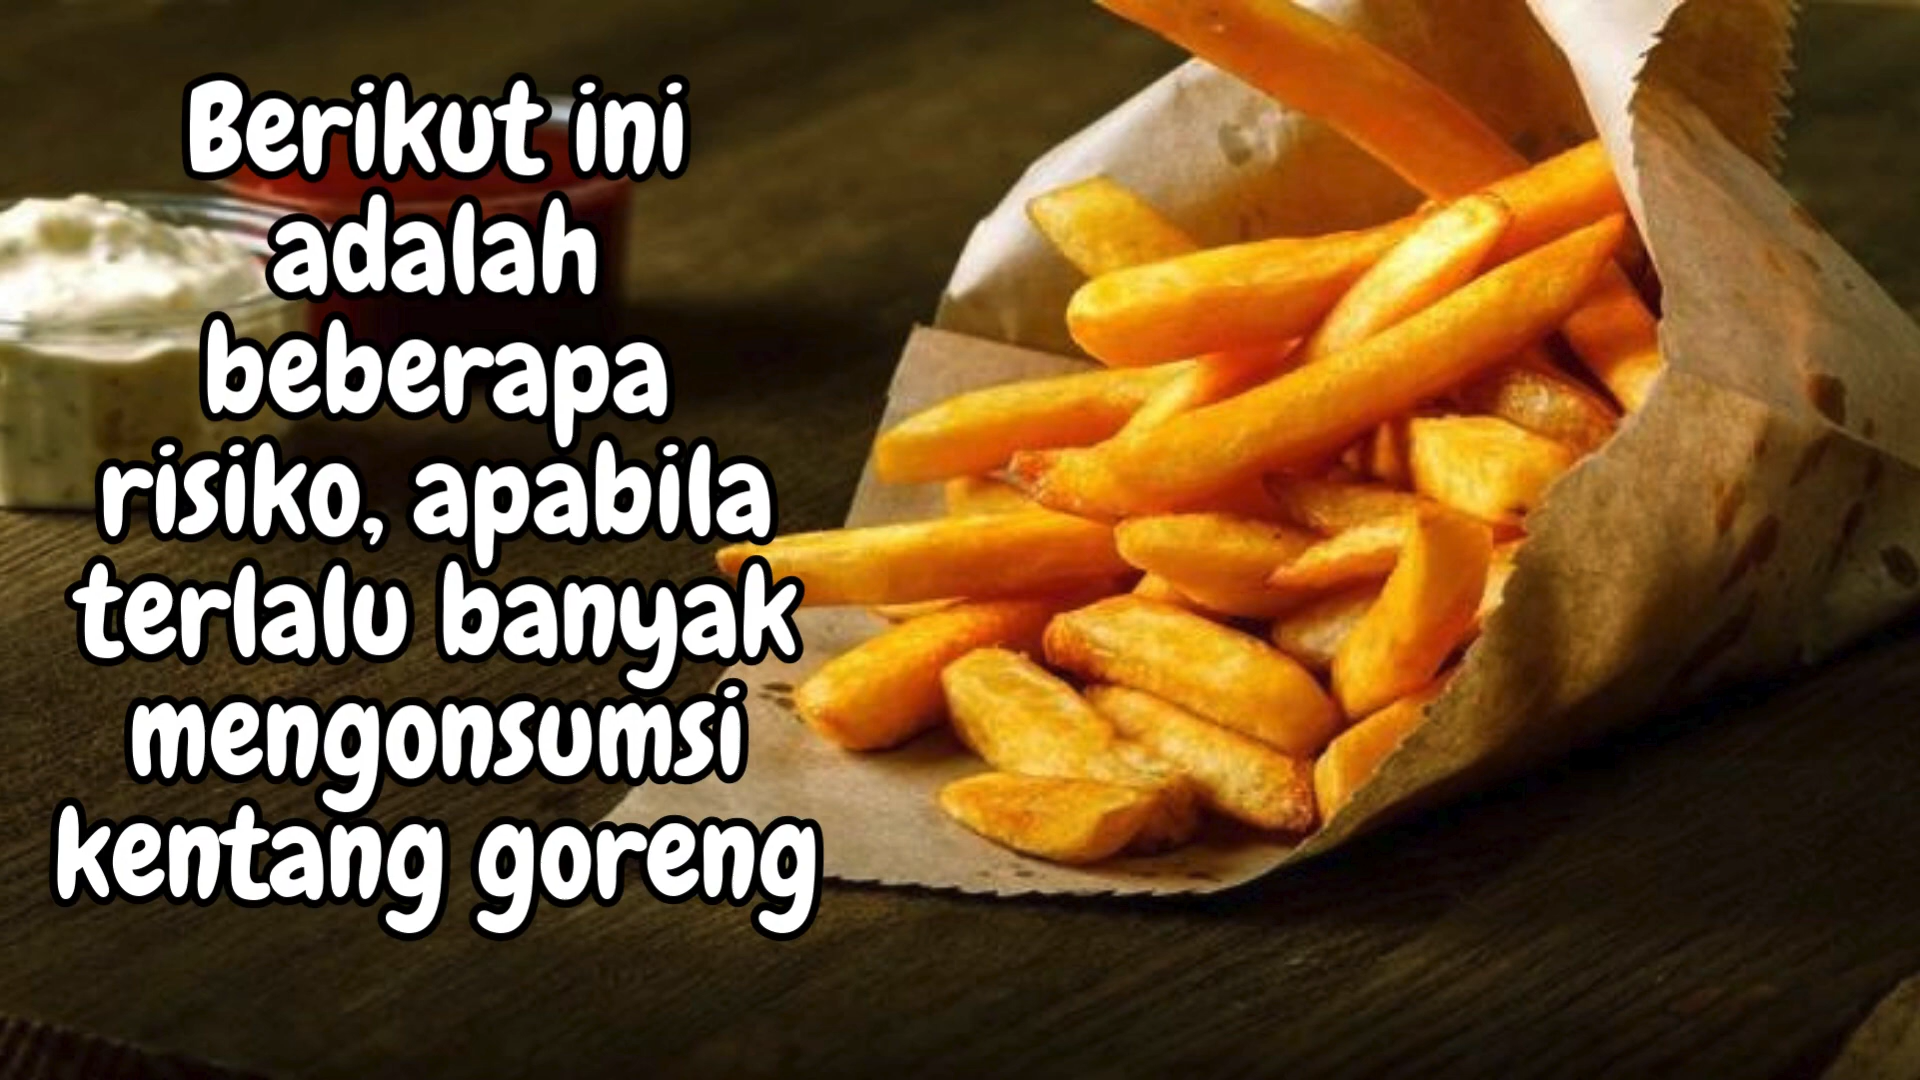 Berikut ini
adalah
beberapa
risiko, apabila
terlalu banyak
mengonsumsi
kentang goreng